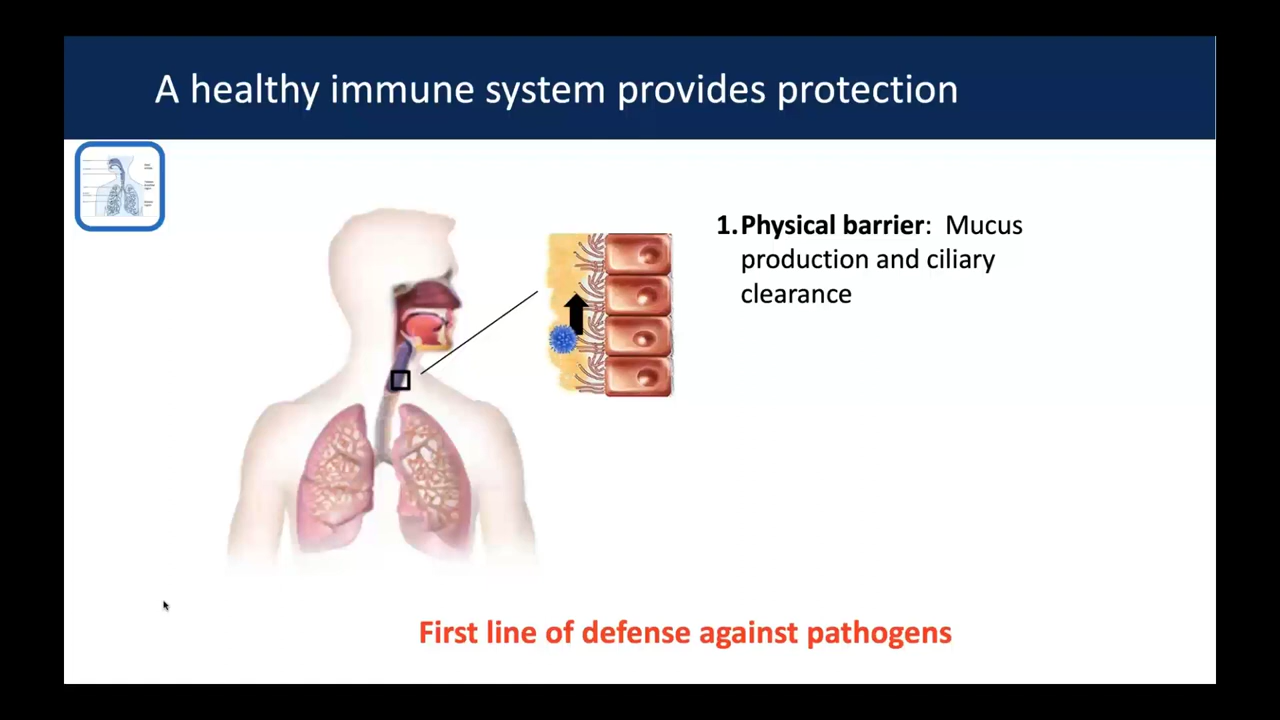 A healthy immune system provides protection
1. Physical barrier: Mucus
production and ciliary
clearance
First line of defense against pathogens